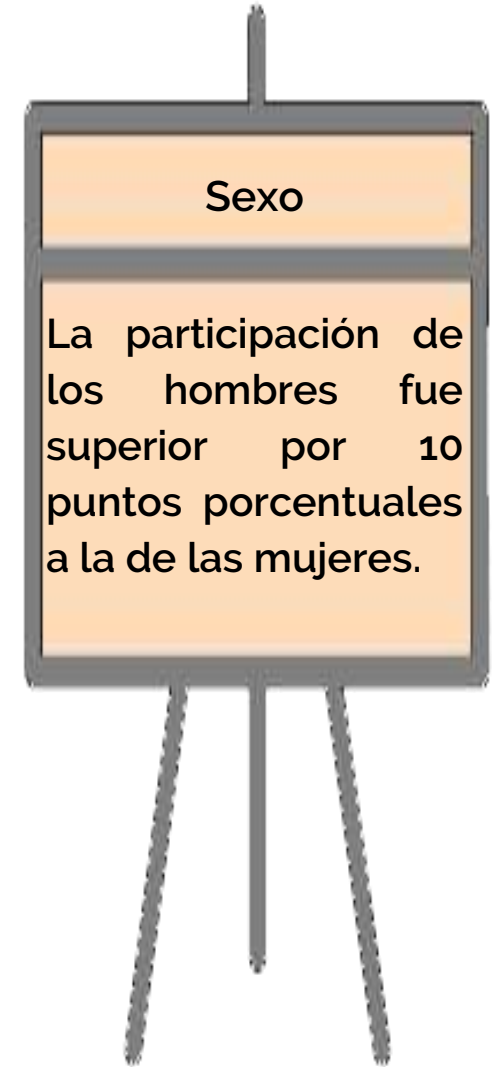 Sexo
La participación de
los hombres fue
superior por 10
puntos porcentuales
a la de las mujeres.